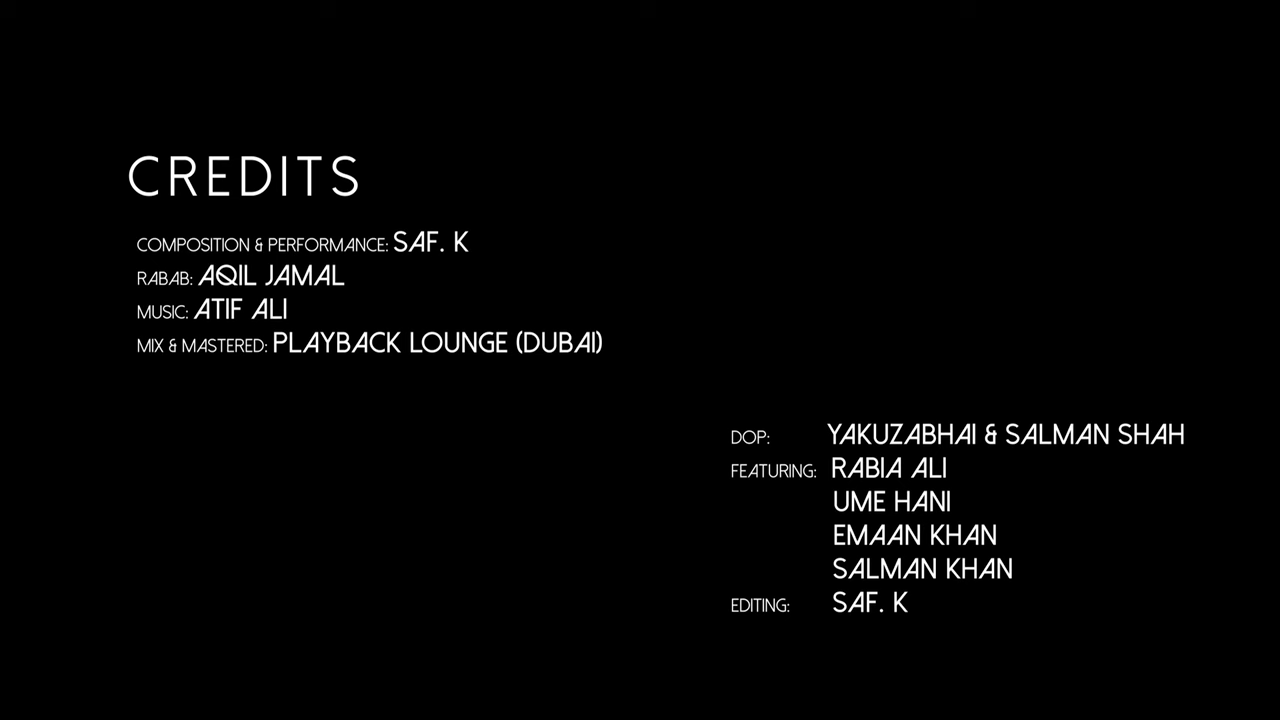 CREDITS
COMPOSITION & PERFORMANCE: SAF. K
RABAB: AQIL JAMAL
MUSIC: ATIF ALI
MIX & MASTERED: PLAYBACK LOUNGE (DUBAI)
DOP: YAKUZABHAI & SALMAN SHAH
FEATURING: RABIA ALI
UME HANI
EMAAN KHAN
SALMAN KHAN
EDITING: SAF. K